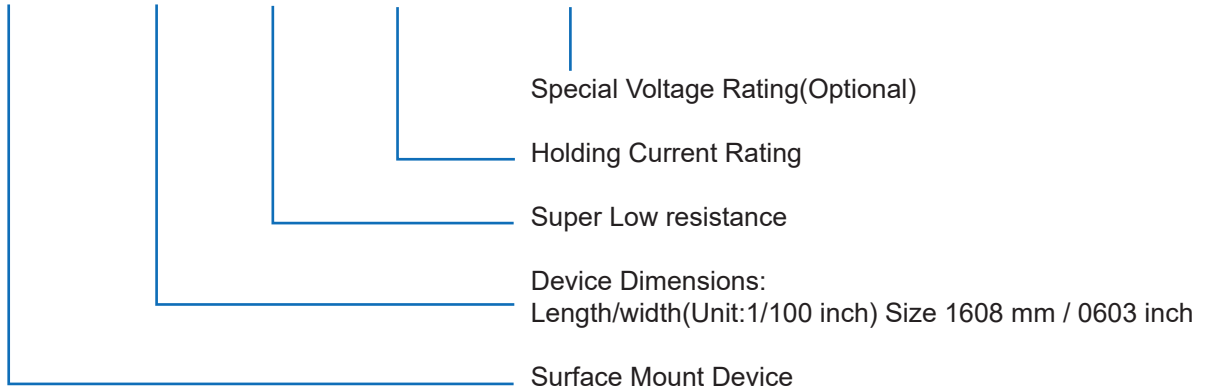 Special Voltage Rating(Optional)
Holding Current Rating
Super Low resistance
Device Dimensions:
Length/width(Unit:1/100 inch) Size 1608 mm / 0603 inch
Surface Mount Device